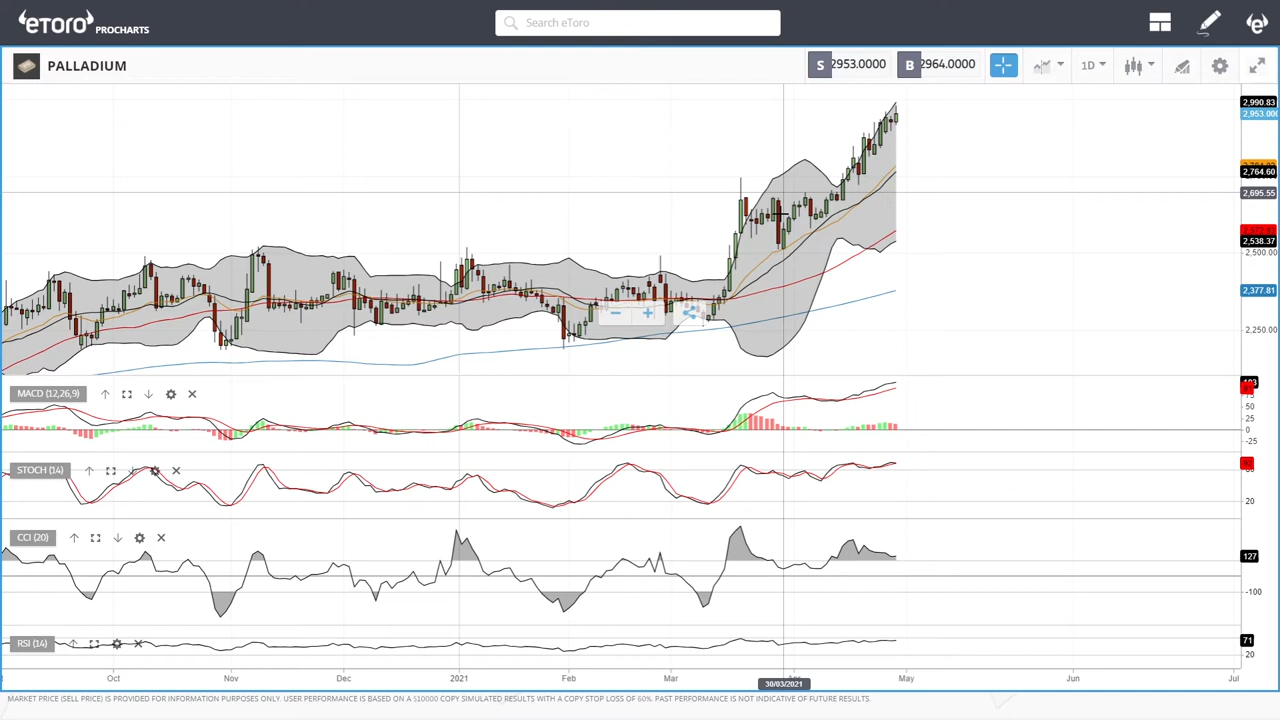 eToro PROCHARTS
Search eToro
PALLADIUM
S 2953.0000
B 2964.0000
1D
2,990.83
2,953.000
2,764.60
2,695.55
2,538.37
2,500.00
2,377.81
2,250.00
MACD (12,26,9)
50
25
0
-25
STOCH (14)
20
CCI (20)
127
-100
RSI (14)
71
20
Oct Nov Dec 2021 Feb Mar 30/03/2021 May Jun Jul
MARKET PRICE (SELL PRICE) IS PROVIDED FOR INFORMATION PURPOSES ONLY. USER PERFORMANCE IS BASED ON A $10000 COPY SIMULATED RESULTS WITH A COPY STOP LOSS OF 60%. PAST PERFORMANCE IS NOT INDICATIVE OF FUTURE RESULTS.